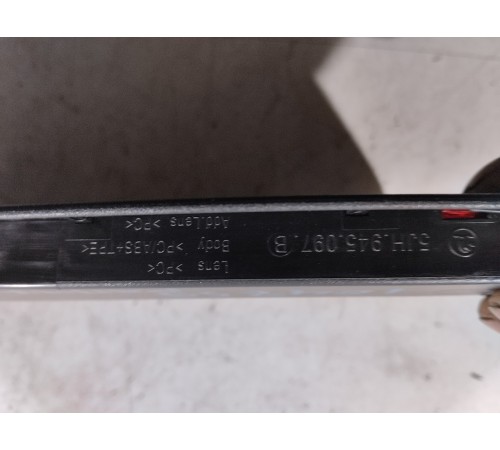 5JH.945.097.B
Lens >PC<
Body >PC/ABS+TPE<
Add.Lens >PC<